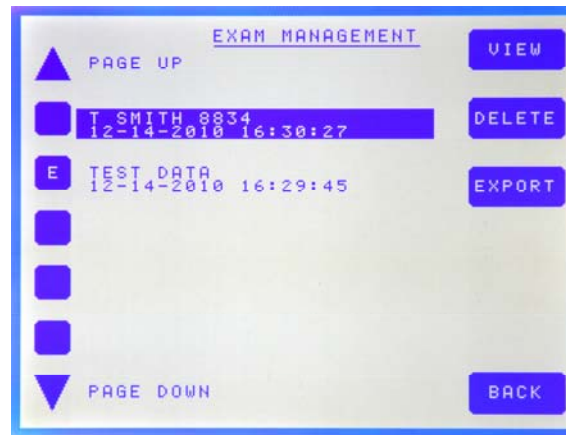 EXAM MANAGEMENT
VIEW
PAGE UP
T SMITH 8834
12-14-2010 16:30:27
DELETE
E
TEST DATA
12-14-2010 16:29:45
EXPORT
PAGE DOWN
BACK